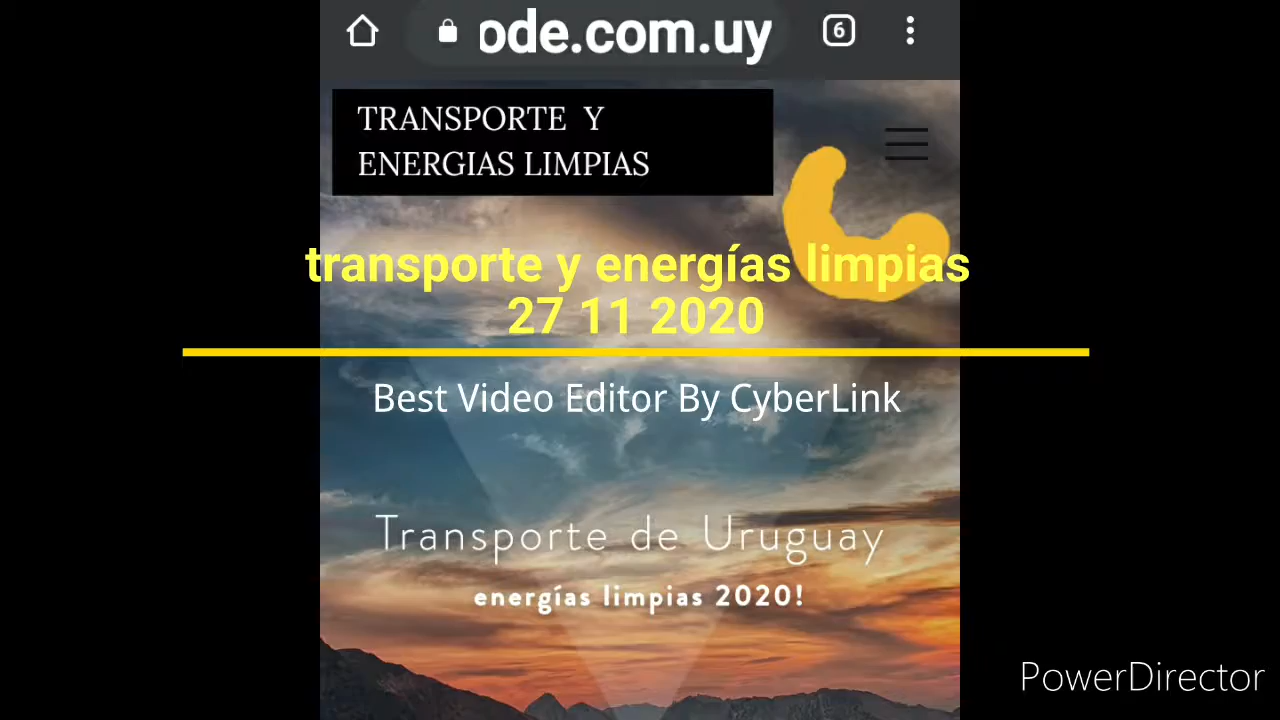 ode.com.uy
6
TRANSPORTE Y
ENERGIAS LIMPIAS
transporte y energías limpias
27 11 2020
Best Video Editor By CyberLink
Transporte de Uruguay
energías limpias 2020!
PowerDirector